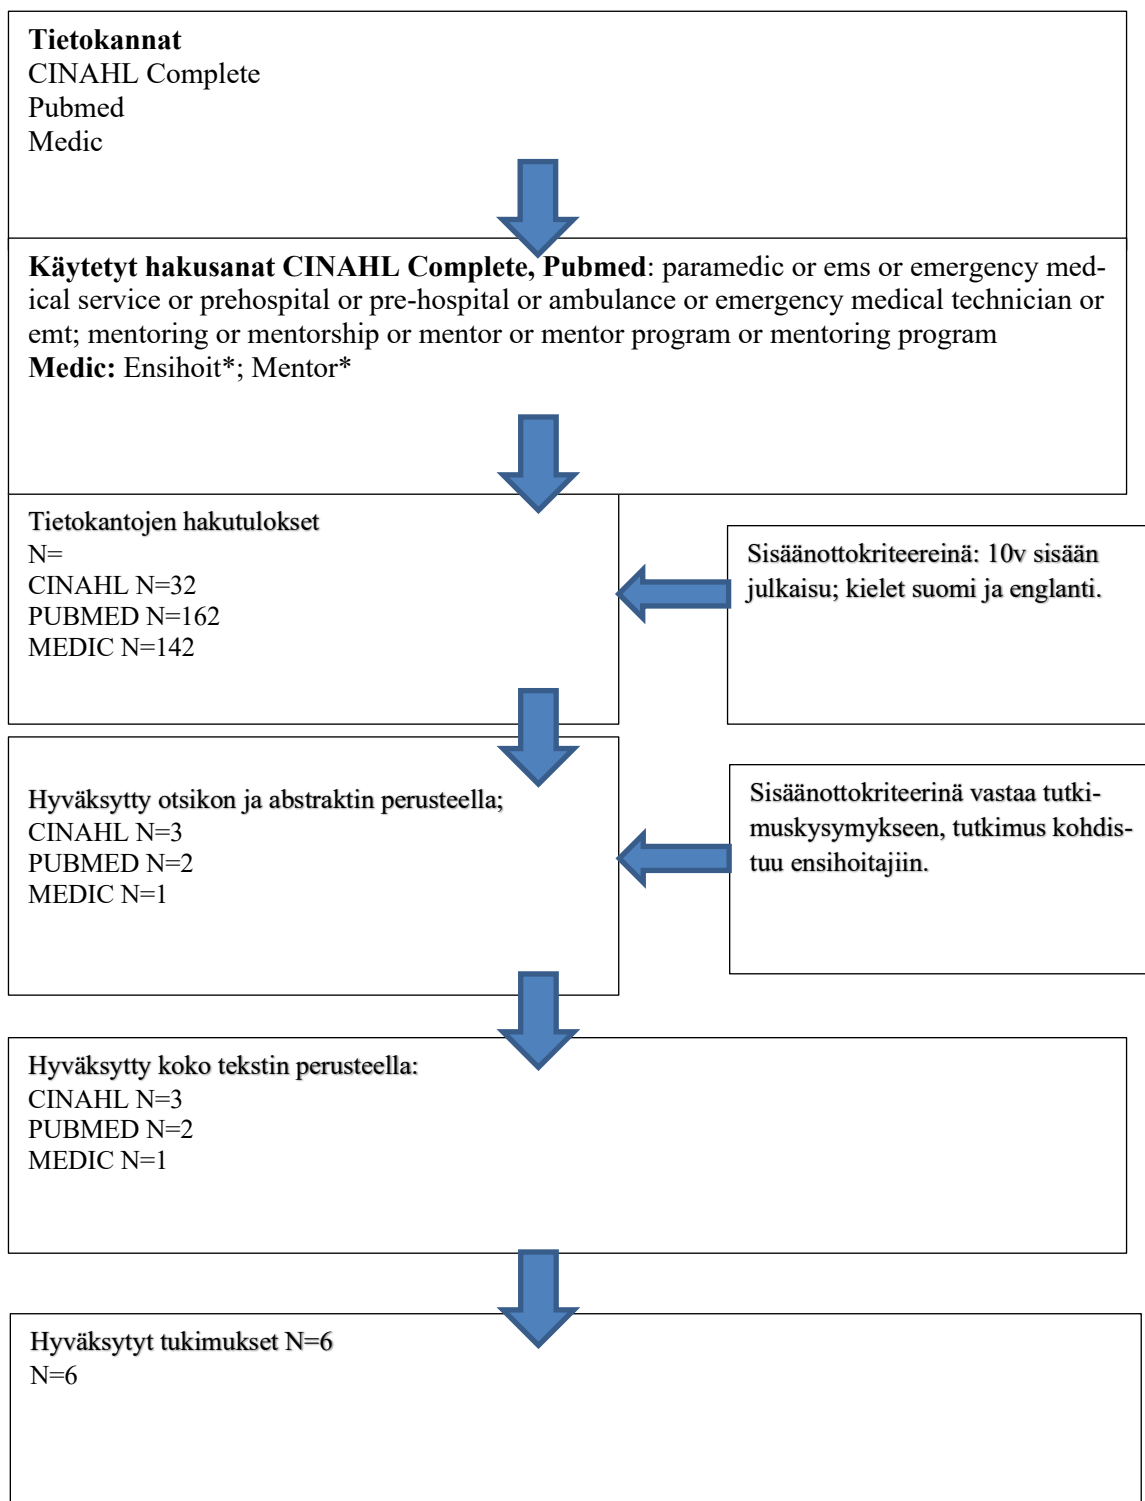 Tietokannat
CINAHL Complete
Pubmed
Medic
Käytetyt hakusanat CINAHL Complete, Pubmed: paramedic or ems or emergency med-
ical service or prehospital or pre-hospital or ambulance or emergency medical technician or
emt; mentoring or mentorship or mentor or mentor program or mentoring program
Medic: Ensihoit*; Mentor*
Tietokantojen hakutulokset
N=
CINAHL N=32
PUBMED N=162
MEDIC N=142
Sisäänottokriteereinä: 10v sisään
julkaisu; kielet suomi ja englanti.
Hyväksytty otsikon ja abstraktin perusteella;
CINAHL N=3
PUBMED N=2
MEDIC N=1
Sisäänottokriteerinä vastaa tutki-
muskysymykseen, tutkimus kohdis-
tuu ensihoitajiin.
Hyväksytty koko tekstin perusteella:
CINAHL N=3
PUBMED N=2
MEDIC N=1
Hyväksytyt tukimukset N=6
N=6